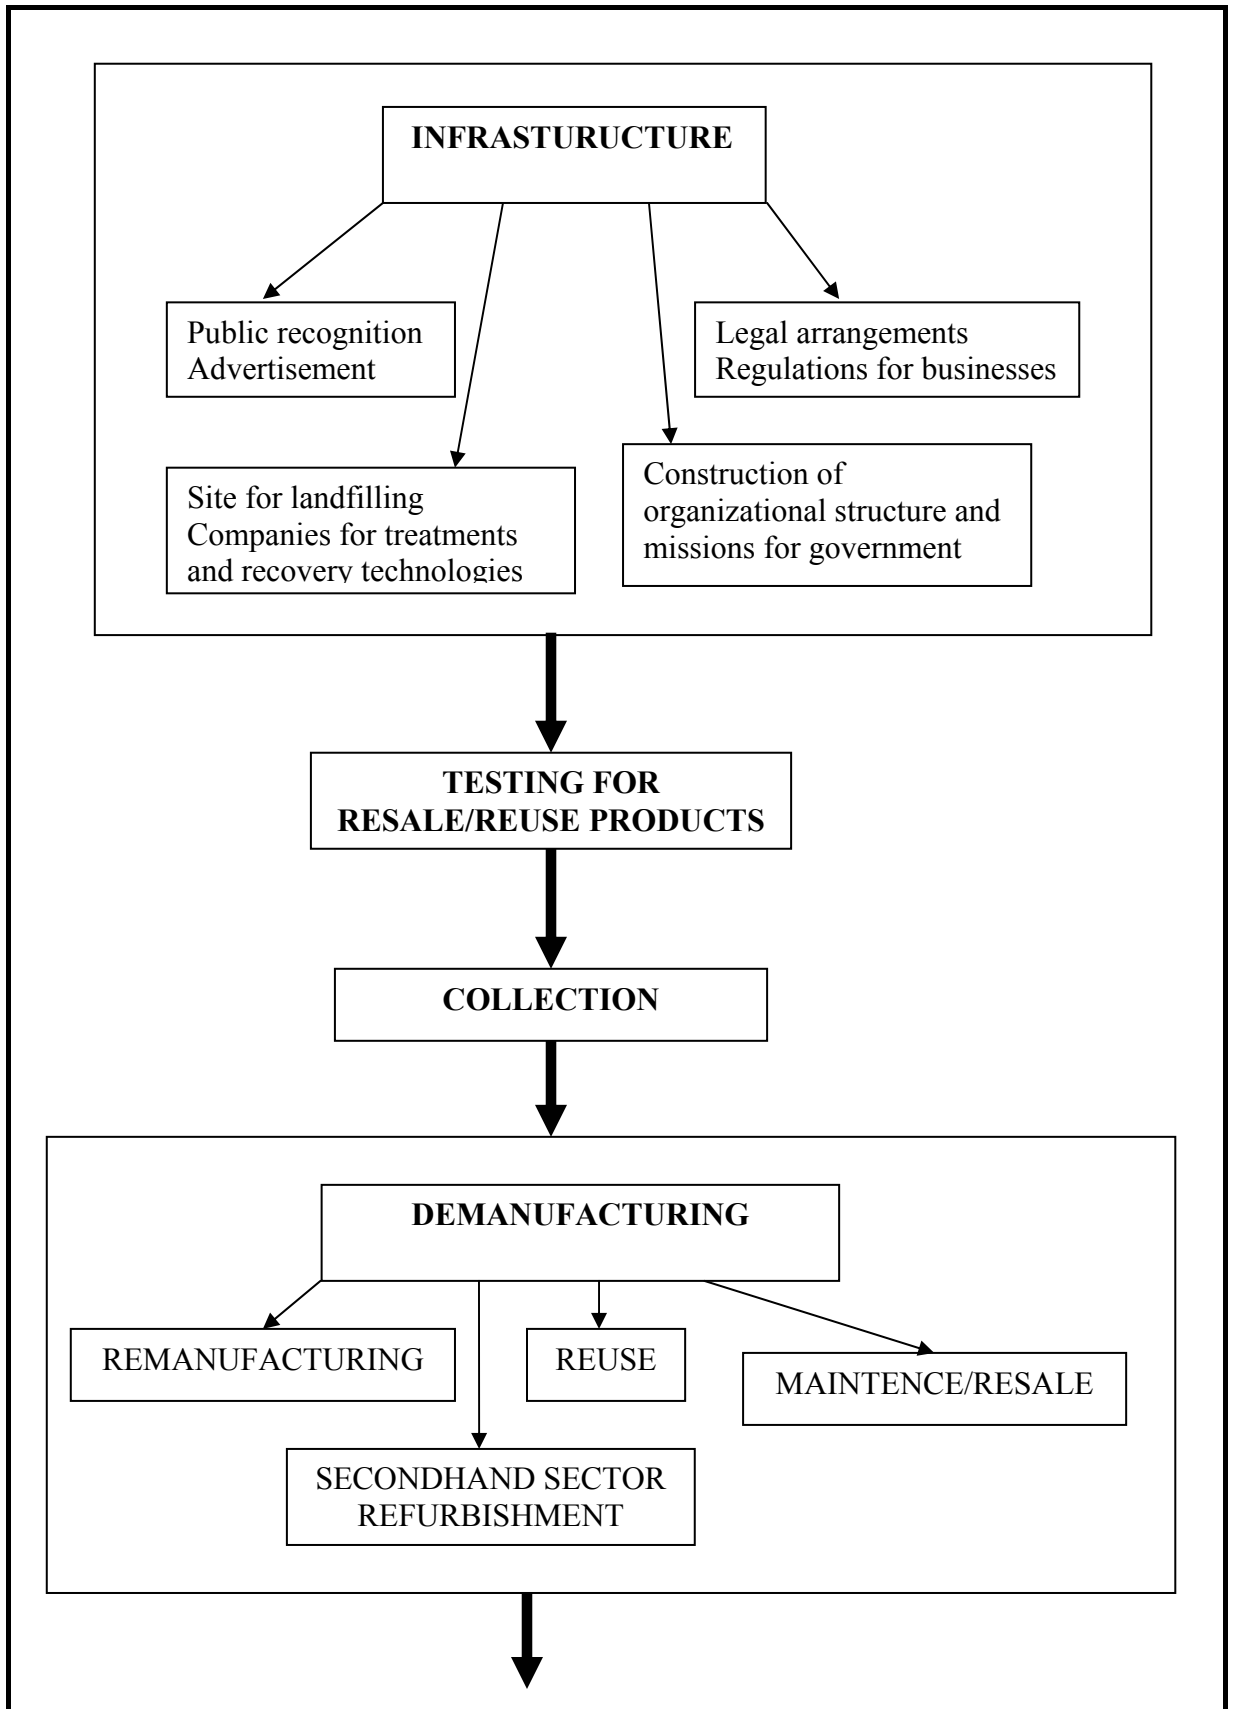 INFRASTURUCTURE
Public recognition
Advertisement
Legal arrangements
Regulations for businesses
Site for landfilling
Companies for treatments
and recovery technologies
Construction of
organizational structure and
missions for government
TESTING FOR
RESALE/REUSE PRODUCTS
COLLECTION
DEMANUFACTURING
REMANUFACTURING
REUSE
MAINTENCE/RESALE
SECONDHAND SECTOR
REFURBISHMENT